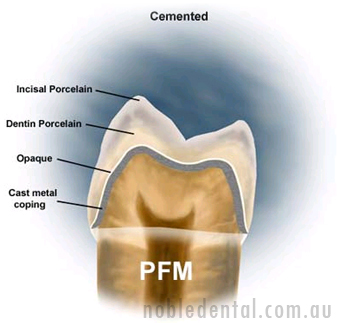 Cemented
Incisal Porcelain
Dentin Porcelain
Opaque
Cast metal
coping
PFM
nobledental.com.au